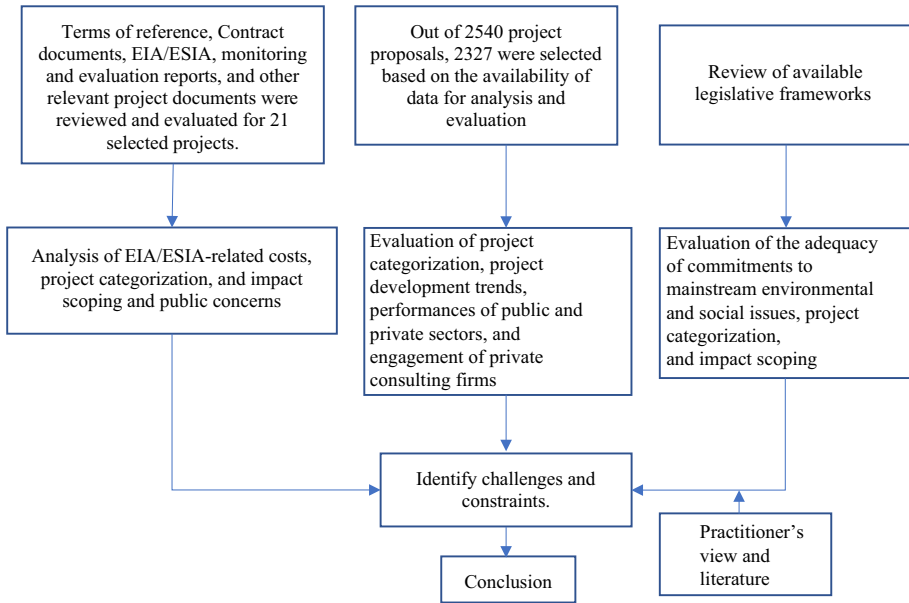 Terms of reference, Contract
documents, EIA/ESIA, monitoring
and evaluation reports, and other
relevant project documents were
reviewed and evaluated for 21
selected projects.
Out of 2540 project
proposals, 2327 were selected
based on the availability of
data for analysis and
evaluation
Review of available
legislative frameworks
Analysis of EIA/ESIA-related costs,
project categorization, and impact
scoping and public concerns
Evaluation of project
categorization, project
development trends,
performances of public and
private sectors, and
engagement of private
consulting firms
Evaluation of the adequacy
of commitments to
mainstream environmental
and social issues, project
categorization,
and impact scoping
Identify challenges and
constraints.
Practitioner’s
view and
literature
Conclusion